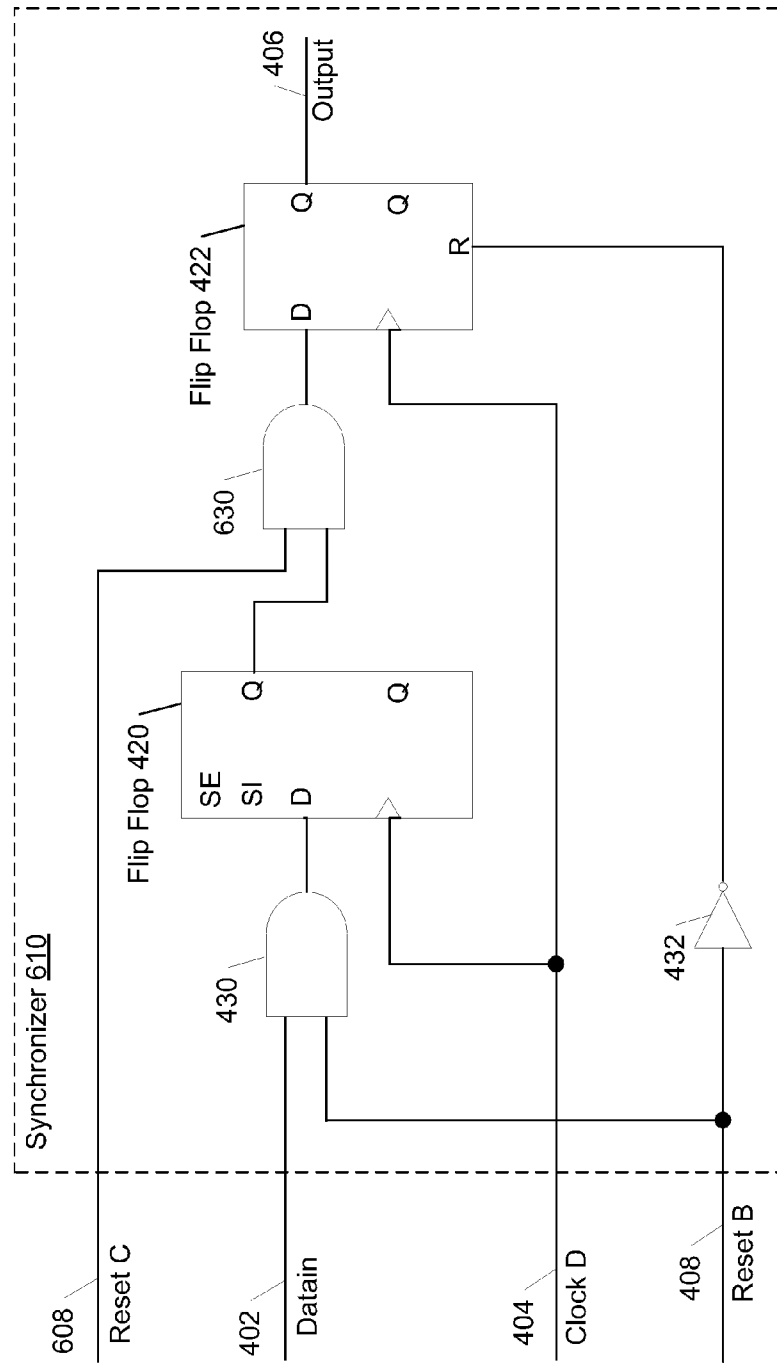 Synchronizer 610
608
Reset C
402
Datain
404
Clock D
408
Reset B
430
432
Flip Flop 420
SE
SI
D
Q
Q
630
Flip Flop 422
D
Q
Q
R
406
Output